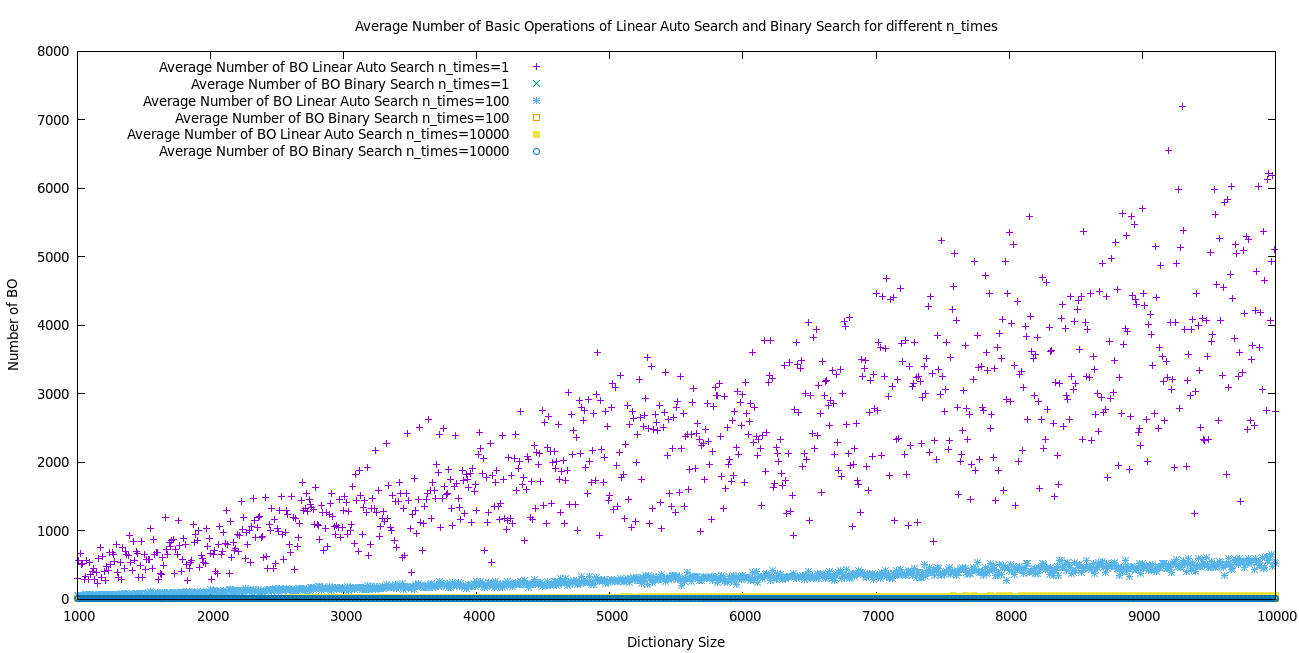 Average Number of Basic Operations of Linear Auto Search and Binary Search for different n_times
8000
7000
6000
5000
4000
3000
2000
1000
0
Number of BO
Average Number of BO Linear Auto Search n_times=1
Average Number of BO Binary Search n_times=1
Average Number of BO Linear Auto Search n_times=100
Average Number of BO Binary Search n_times=100
Average Number of BO Linear Auto Search n_times=10000
Average Number of BO Binary Search n_times=10000
1000 2000 3000 4000 5000 6000 7000 8000 9000 10000
Dictionary Size